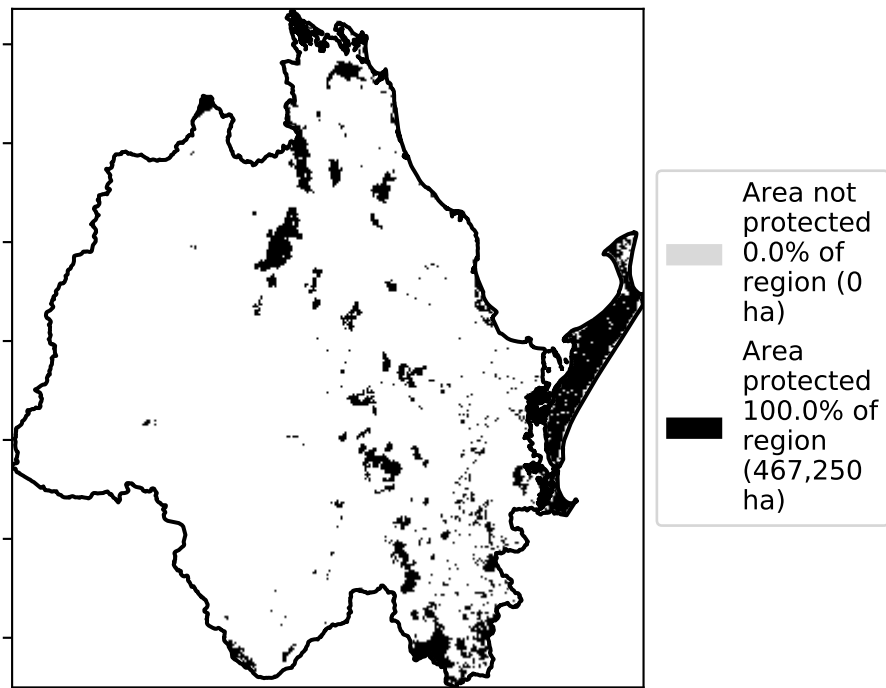 Area not
protected
0.0% of
region (0
ha)
Area
protected
100.0% of
region
(467,250
ha)